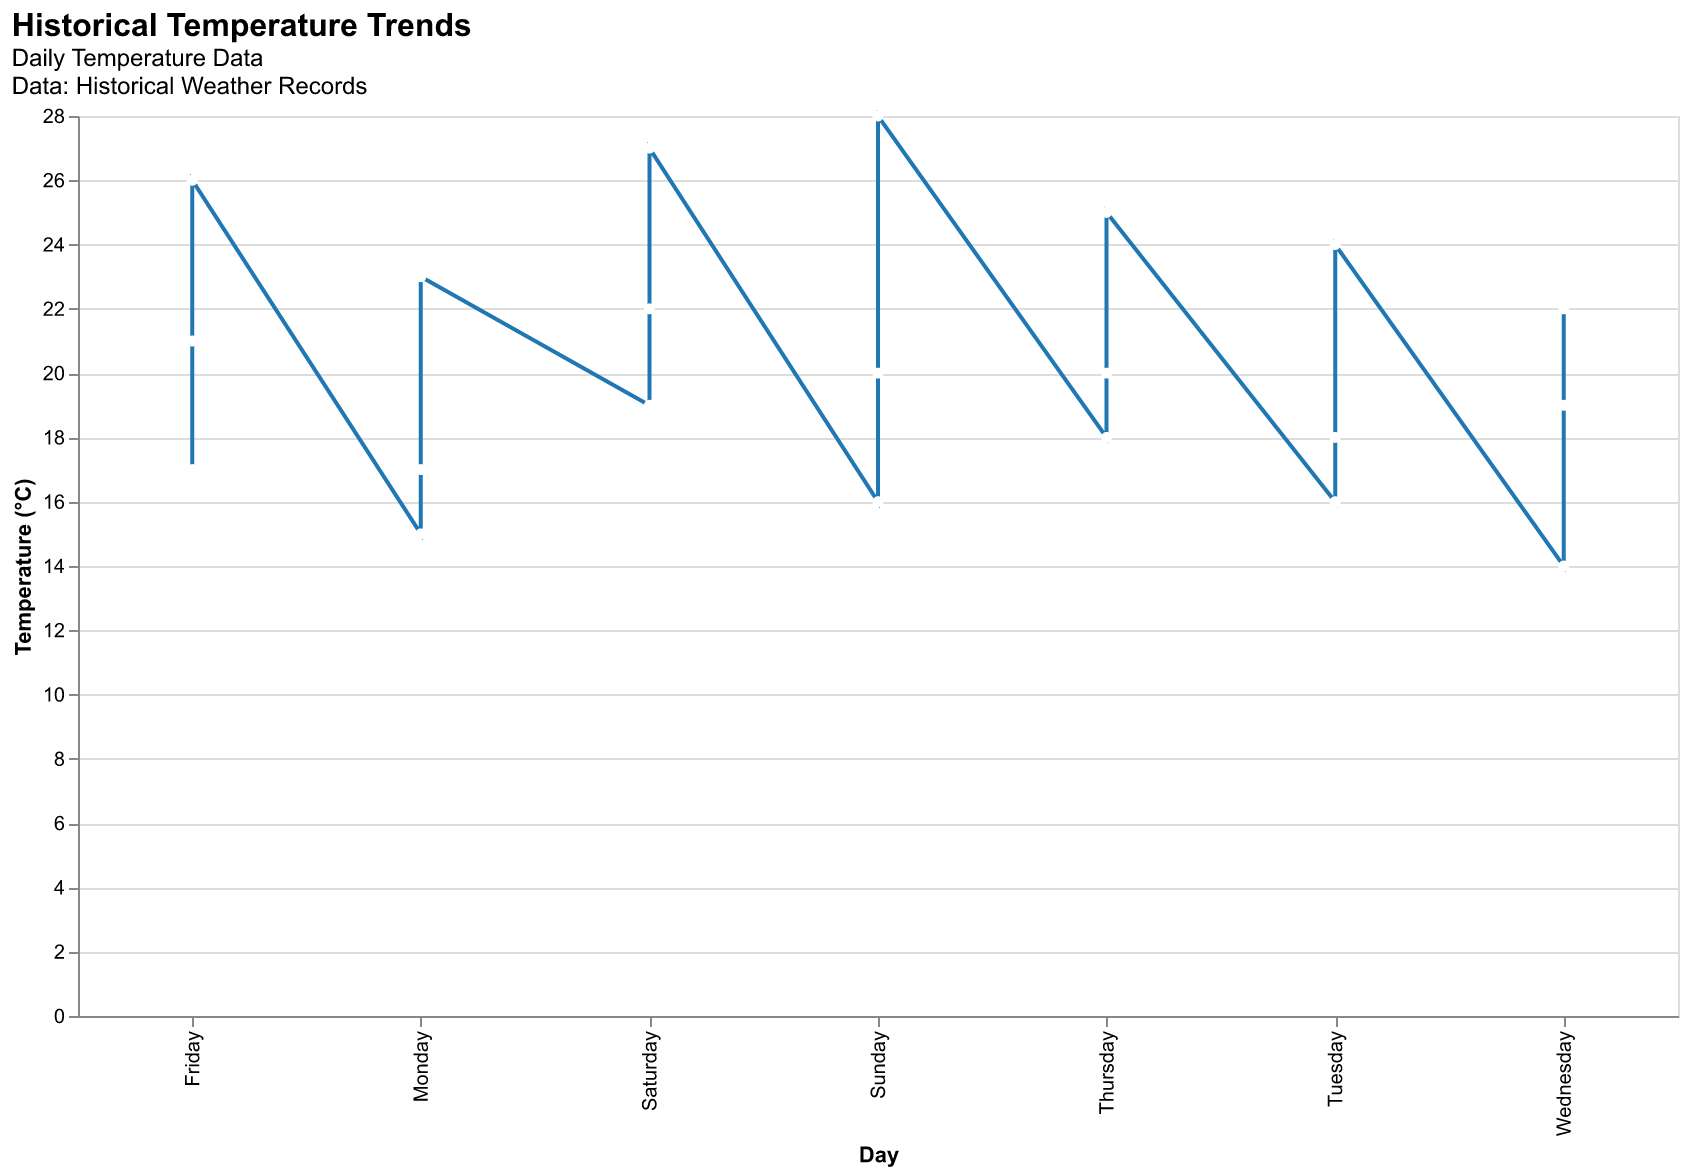 Historical Temperature Trends
Daily Temperature Data
Data: Historical Weather Records
28
26
24
22
20
18
16
14
12
10
8
6
4
2
0
Temperature (°C)
Friday
Monday
Saturday
Sunday
Thursday
Tuesday
Wednesday
Day